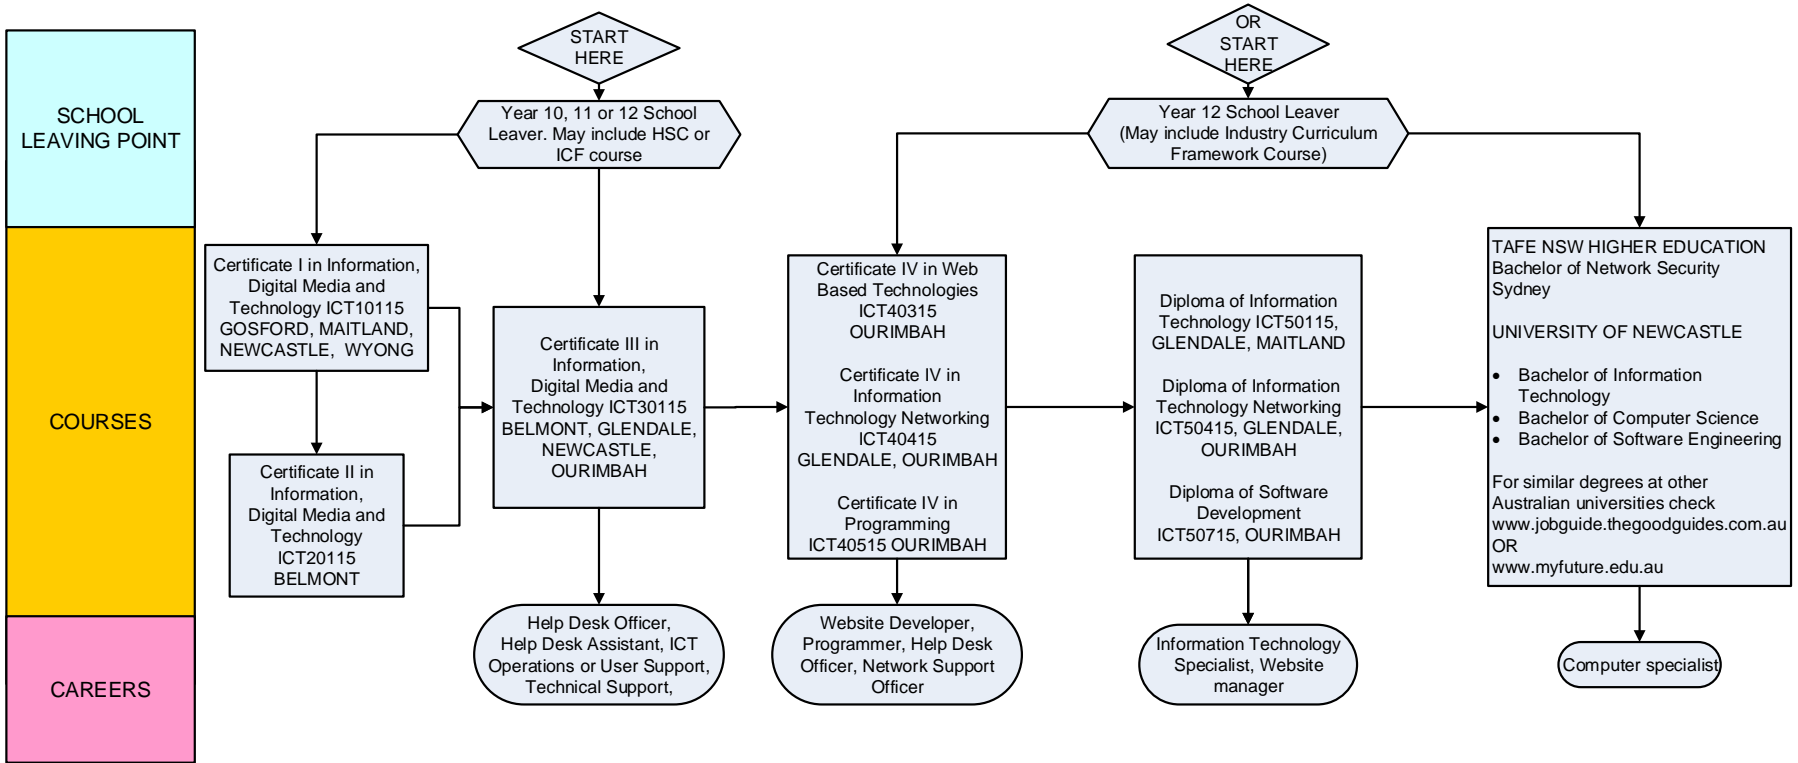 START
HERE
OR
START
HERE
SCHOOL
LEAVING POINT
Year 10, 11 or 12 School
Leaver. May include HSC or
ICF course
Year 12 School Leaver
(May include Industry Curriculum
Framework Course)
COURSES
Certificate I in Information,
Digital Media and
Technology ICT10115
GOSFORD, MAITLAND,
NEWCASTLE, WYONG
Certificate II in
Information,
Digital Media and
Technology
ICT20115
BELMONT
Certificate III in
Information,
Digital Media and
Technology ICT30115
BELMONT, GLENDALE,
NEWCASTLE,
OURIMBAH
Certificate IV in Web
Based Technologies
ICT40315
OURIMBAH
Certificate IV in
Information
Technology Networking
ICT40415
GLENDALE, OURIMBAH
Certificate IV in
Programming
ICT40515 OURIMBAH
Diploma of Information
Technology ICT50115,
GLENDALE, MAITLAND
Diploma of Information
Technology Networking
ICT50415, GLENDALE,
OURIMBAH
Diploma of Software
Development
ICT50715, OURIMBAH
TAFE NSW HIGHER EDUCATION
Bachelor of Network Security
Sydney
UNIVERSITY OF NEWCASTLE
• Bachelor of Information
Technology
• Bachelor of Computer Science
• Bachelor of Software Engineering
For similar degrees at other
Australian universities check
www.jobguide.thegoodguides.com.au
OR
www.myfuture.edu.au
CAREERS
Help Desk Officer,
Help Desk Assistant, ICT
Operations or User Support,
Technical Support,
Website Developer,
Programmer, Help Desk
Officer, Network Support
Officer
Information Technology
Specialist, Website
manager
Computer specialist